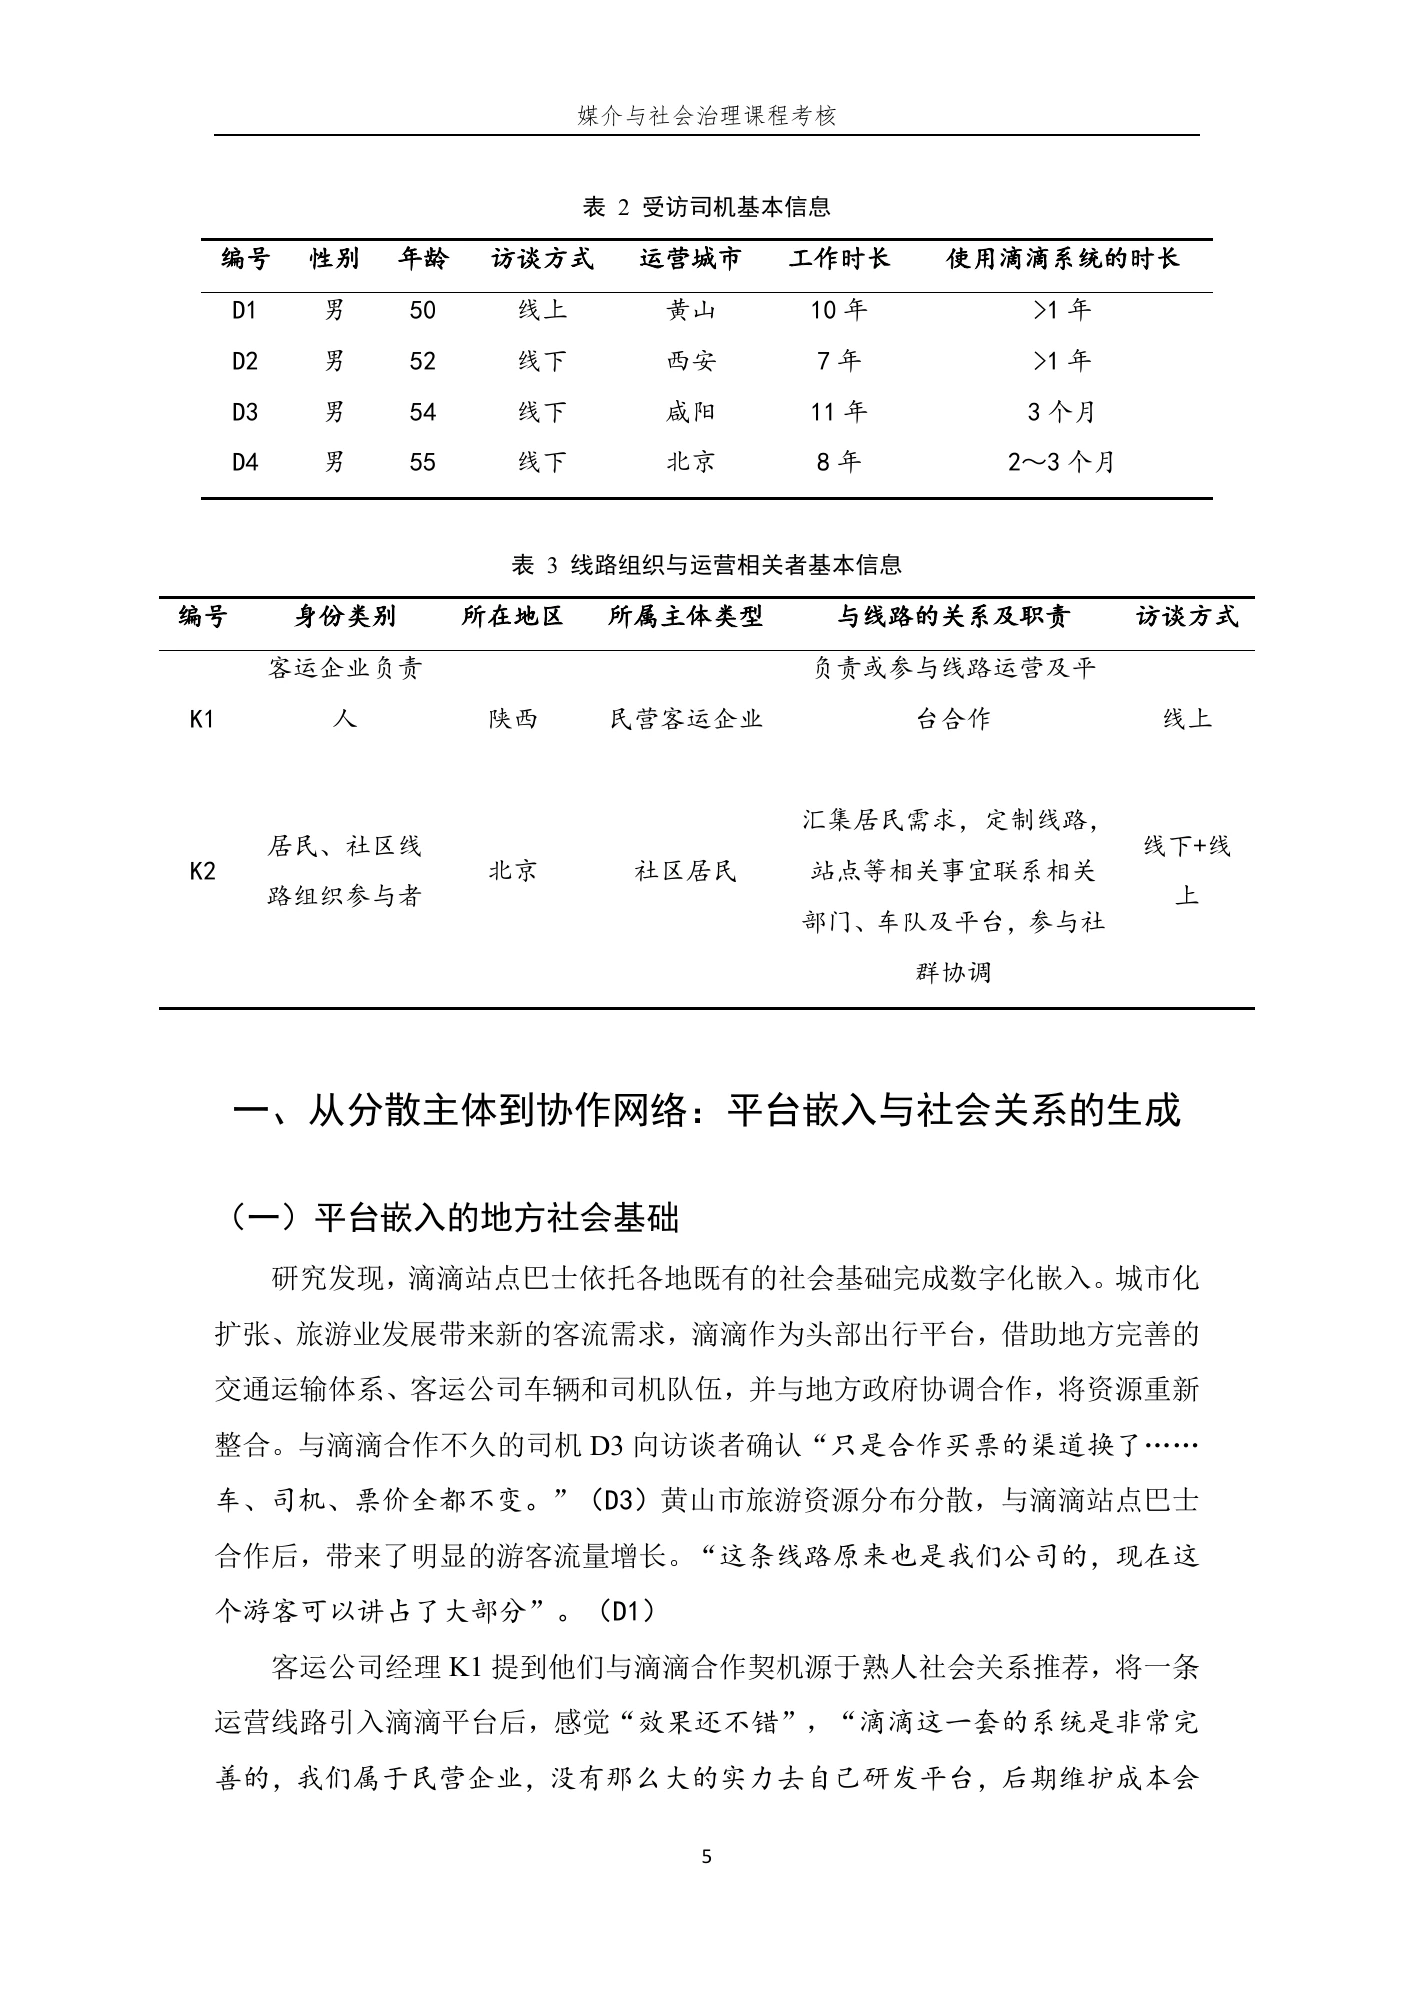 媒介与社会治理课程考核
表 2 受访司机基本信息
编号 性别 年龄 访谈方式 运营城市 工作时长 使用滴滴系统的时长
D1 男 50 线上 黄山 10 年 >1 年
D2 男 52 线下 西安 7 年 >1 年
D3 男 54 线下 咸阳 11 年 3 个月
D4 男 55 线下 北京 8 年 2～3 个月
表 3 线路组织与运营相关者基本信息
编号 身份类别 所在地区 所属主体类型 与线路的关系及职责 访谈方式
客运企业负责 负责或参与线路运营及平
K1 人 陕西 民营客运企业 台合作 线上
汇集居民需求，定制线路，
居民、社区线 线下+线
K2 北京 社区居民 站点等相关事宜联系相关
路组织参与者 上
部门、车队及平台，参与社
群协调
一、从分散主体到协作网络：平台嵌入与社会关系的生成
（一）平台嵌入的地方社会基础
研究发现，滴滴站点巴士依托各地既有的社会基础完成数字化嵌入。城市化
扩张、旅游业发展带来新的客流需求，滴滴作为头部出行平台，借助地方完善的
交通运输体系、客运公司车辆和司机队伍，并与地方政府协调合作，将资源重新
整合。与滴滴合作不久的司机 D3 向访谈者确认“只是合作买票的渠道换了……
车、司机、票价全都不变。”（D3）黄山市旅游资源分布分散，与滴滴站点巴士
合作后，带来了明显的游客流量增长。“这条线路原来也是我们公司的，现在这
个游客可以讲占了大部分”。（D1）
客运公司经理 K1 提到他们与滴滴合作契机源于熟人社会关系推荐，将一条
运营线路引入滴滴平台后，感觉“效果还不错”，“滴滴这一套的系统是非常完
善的，我们属于民营企业，没有那么大的实力去自己研发平台，后期维护成本会
5